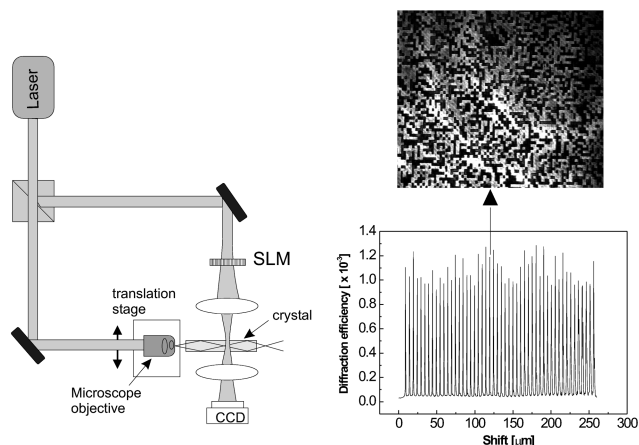 Laser
SLM
translation
stage
crystal
Microscope
objective
CCD
Diffraction efficiency [ x 10⁻³]
1.4
1.2
1.0
0.8
0.6
0.4
0.2
0.0
0 50 100 150 200 250 300
Shift [μm]